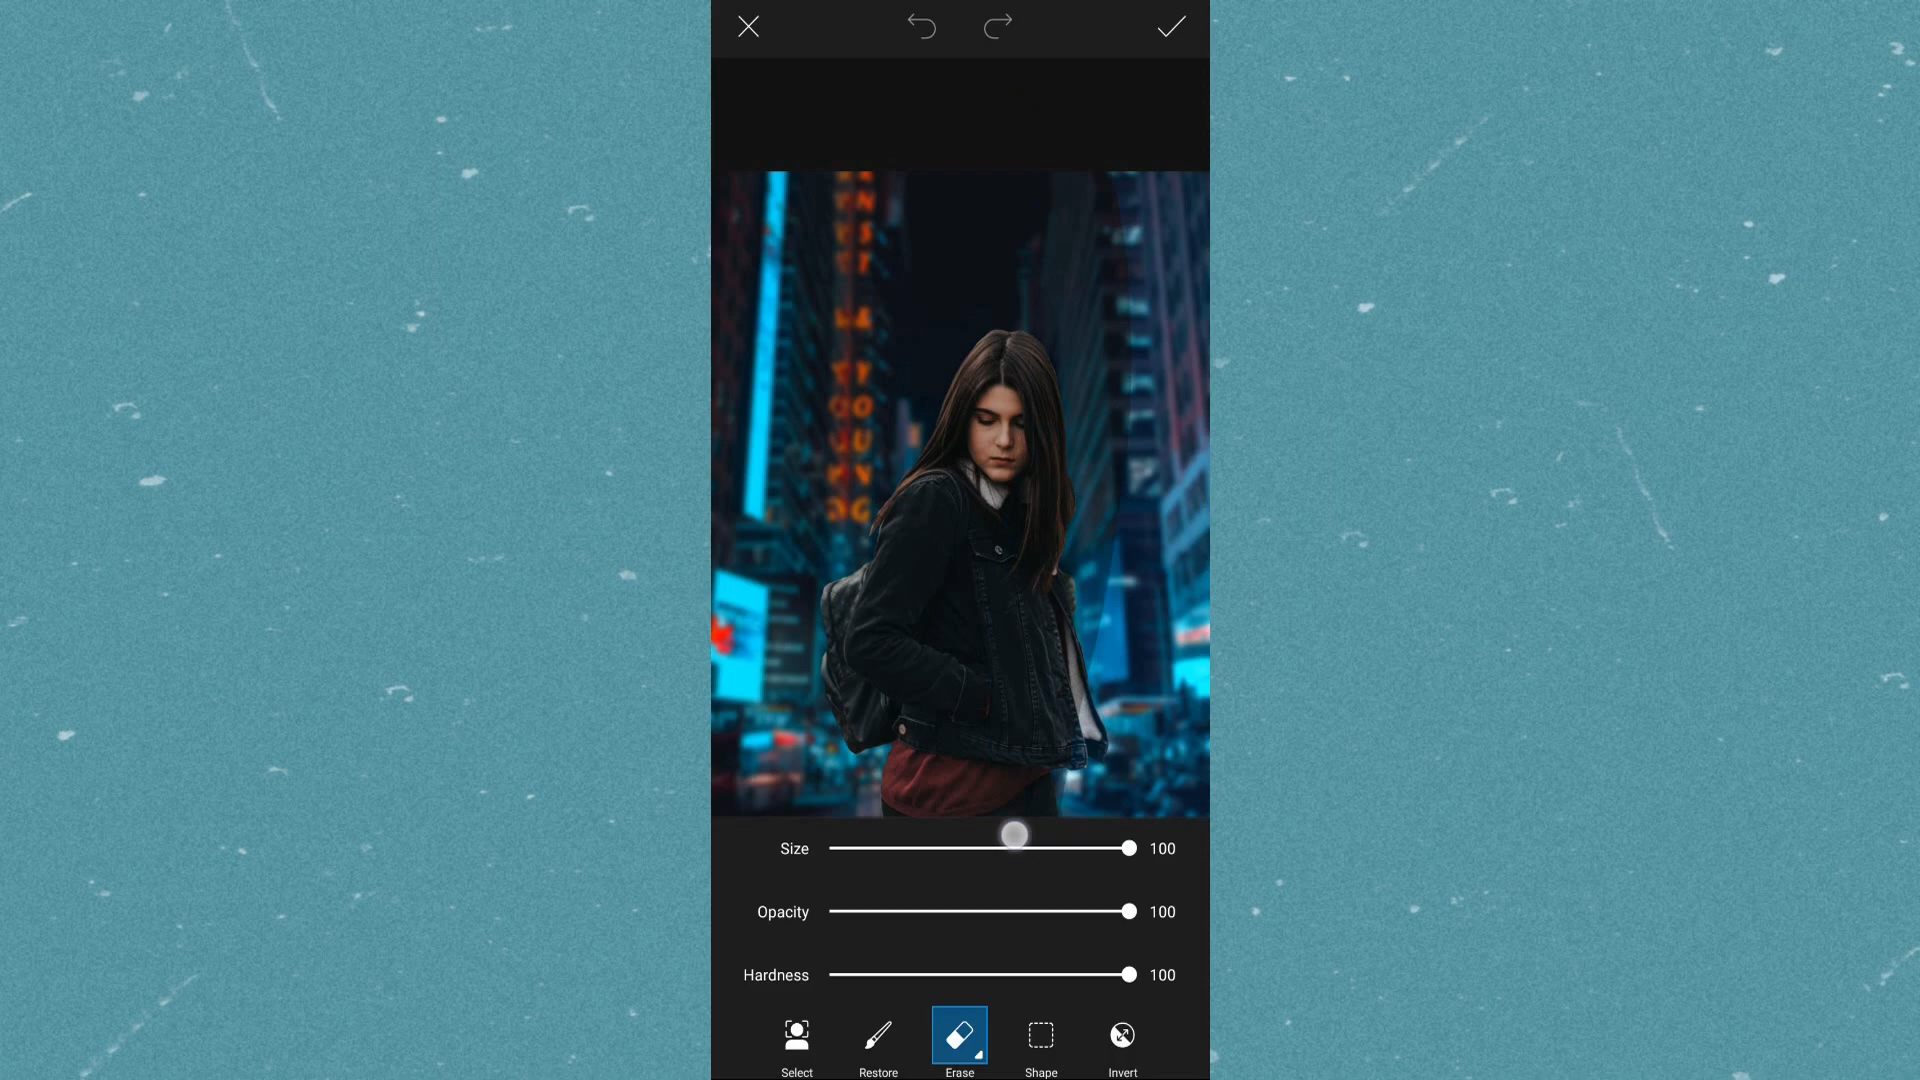 Size 100
Opacity 100
Hardness 100
Select Restore Erase Shape Invert